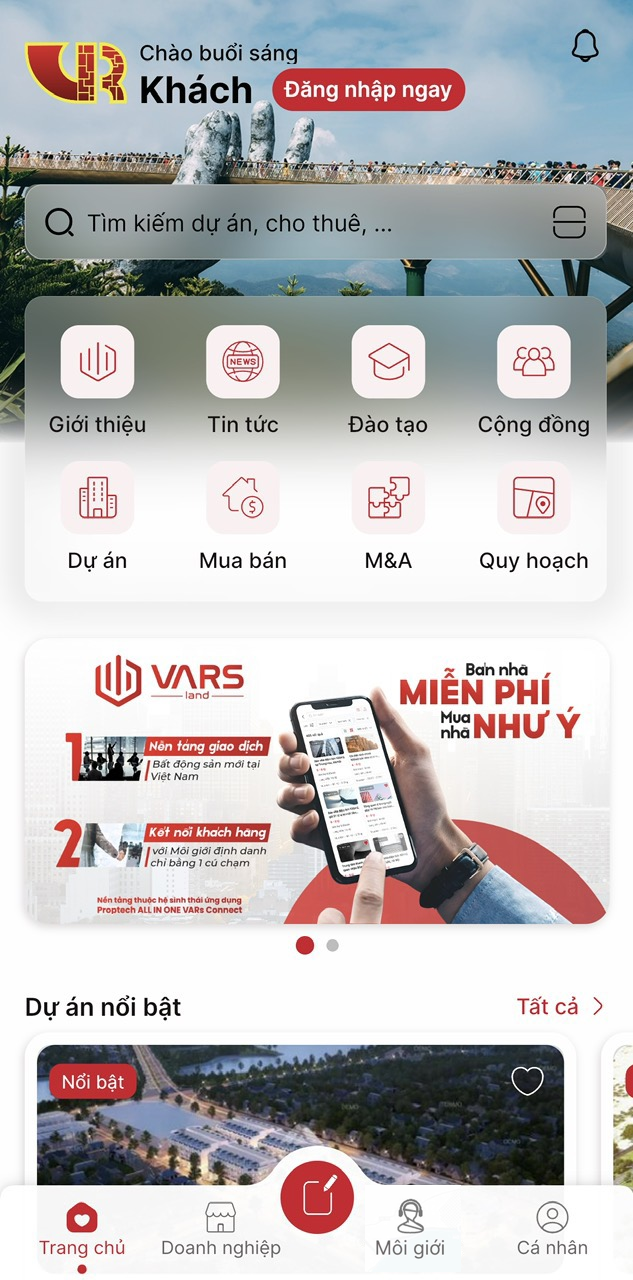 Chào buổi sáng
Khách
Đăng nhập ngay
Tìm kiếm dự án, cho thuê, ...
NEWS
Giới thiệu
Tin tức
Đào tạo
Cộng đồng
Dự án
Mua bán
M&A
Quy hoạch
VARS
land
Bán nhà
MIỄN PHÍ
Mua nhà NHƯ Ý
1 Nền tảng giao dịch
Bất động sản mới tại
Việt Nam
2 Kết nối khách hàng
với Môi giới định danh
chỉ bằng 1 cú chạm
Nền tảng thuộc hệ sinh thái ứng dụng
Proptech ALL IN ONE VARs Connect
Dự án nổi bật
Tất cả
Nổi bật
Trang chủ
Doanh nghiệp
Môi giới
Cá nhân